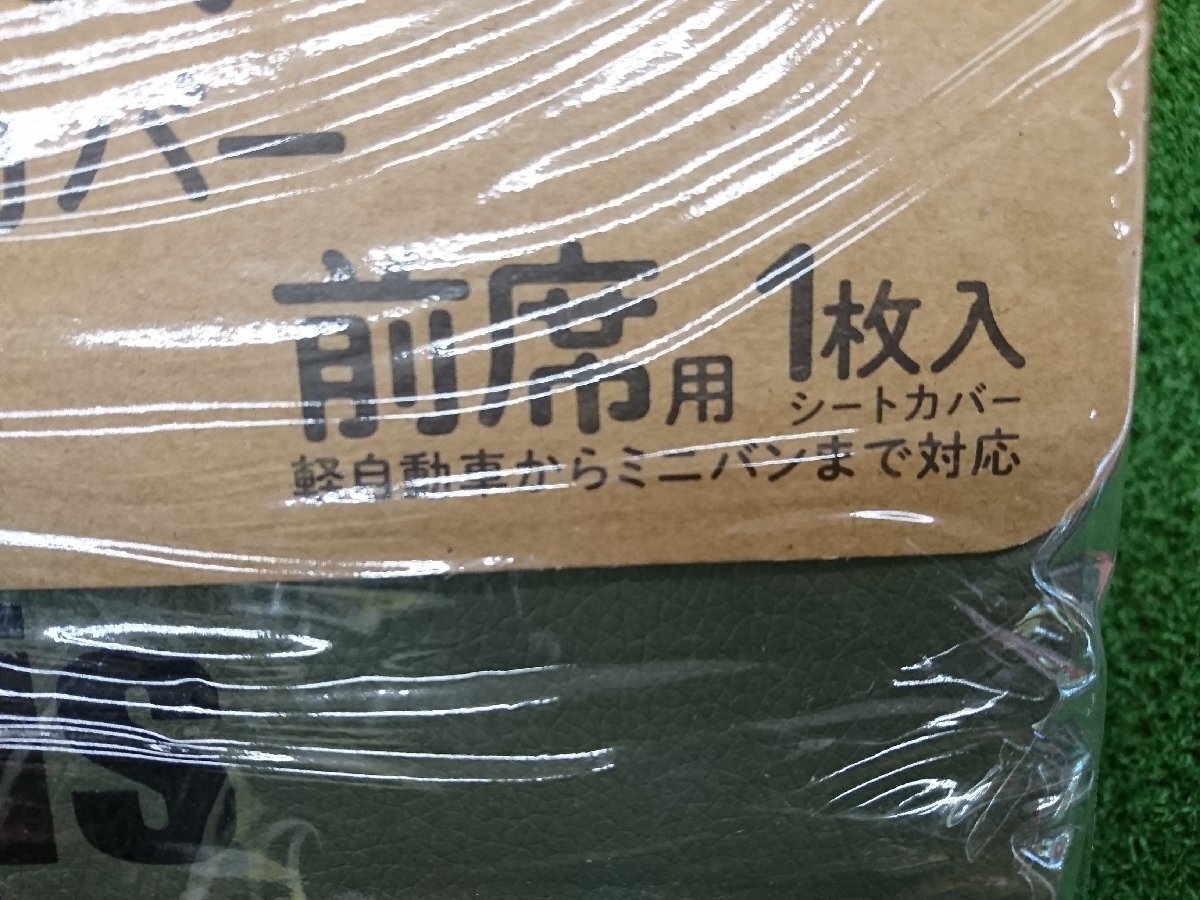 バー
前席用 1枚入
シートカバー
軽自動車からミニバンまで対応